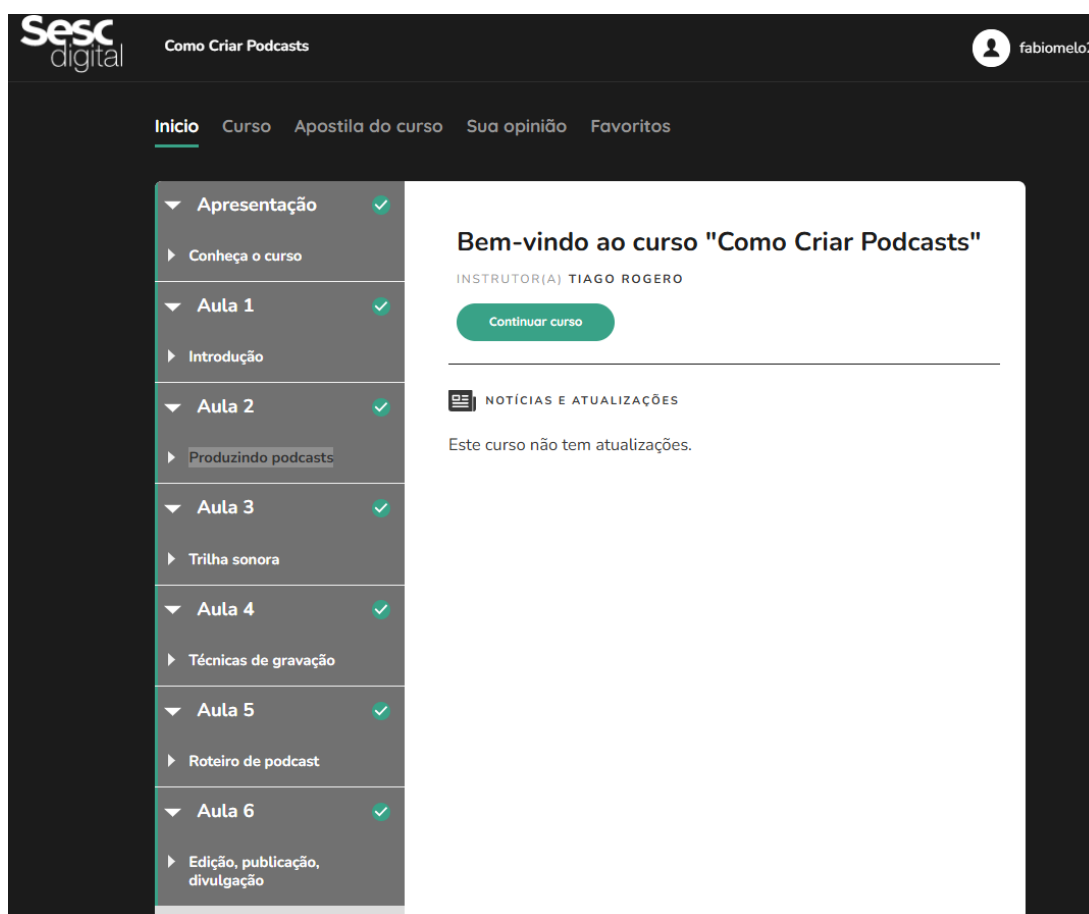 Sesc
digital
Como Criar Podcasts
fabiomelo2
Inicio Curso Apostila do curso Sua opinião Favoritos
Apresentação
Conheça o curso
Aula 1
Introdução
Aula 2
Produzindo podcasts
Aula 3
Trilha sonora
Aula 4
Técnicas de gravação
Aula 5
Roteiro de podcast
Aula 6
Edição, publicação,
divulgação
Bem-vindo ao curso "Como Criar Podcasts"
INSTRUTOR(A) TIAGO ROGERO
Continuar curso
NOTÍCIAS E ATUALIZAÇÕES
Este curso não tem atualizações.